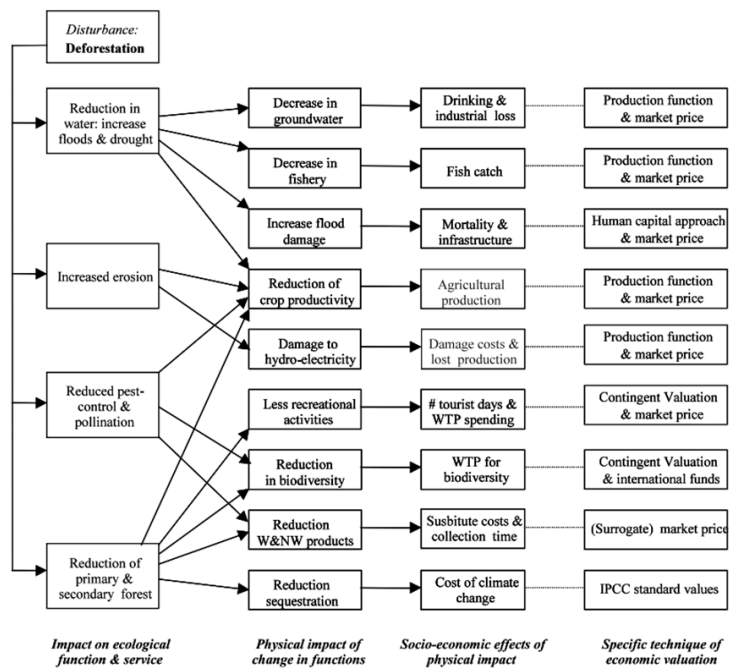 Disturbance:
Deforestation
Reduction in
water: increase
floods & drought
Decrease in
groundwater
Drinking &
industrial loss
Production function
& market price
Decrease in
fishery
Fish catch
Production function
& market price
Increase flood
damage
Mortality &
infrastructure
Human capital approach
& market price
Increased erosion
Reduction of
crop productivity
Agricultural
production
Production function
& market price
Damage to
hydro-electricity
Damage costs &
lost production
Production function
& market price
Reduced pest-
control &
pollination
Less recreational
activities
# tourist days &
WTP spending
Contingent Valuation
& market price
Reduction
in biodiversity
WTP for
biodiversity
Contingent Valuation
& international funds
Reduction
W&NW products
Susbitute costs &
collection time
(Surrogate) market price
Reduction of
primary &
secondary forest
Reduction
sequestration
Cost of climate
change
IPCC standard values
Impact on ecological
function & service
Physical impact of
change in functions
Socio-economic effects of
physical impact
Specific technique of
economic valuation